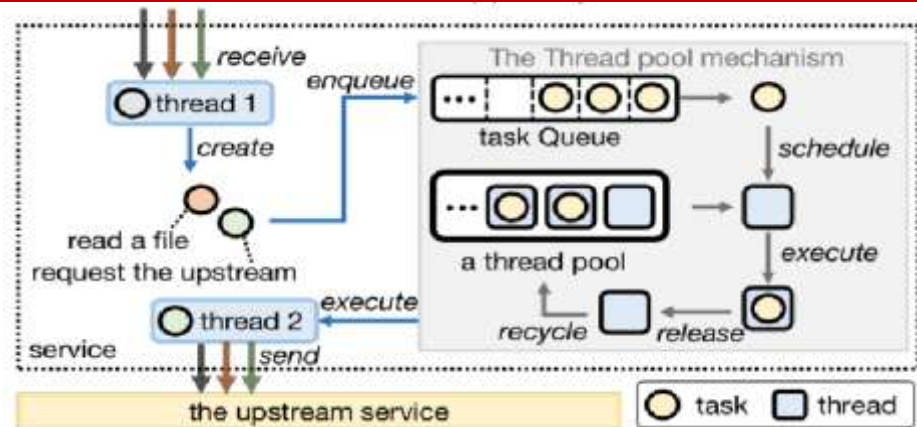 receive
The Thread pool mechanism
enqueue
thread 1
...
task Queue
create
schedule
...
read a file
request the upstream
a thread pool
execute
execute
thread 2
recycle
release
service
send
the upstream service
task
thread